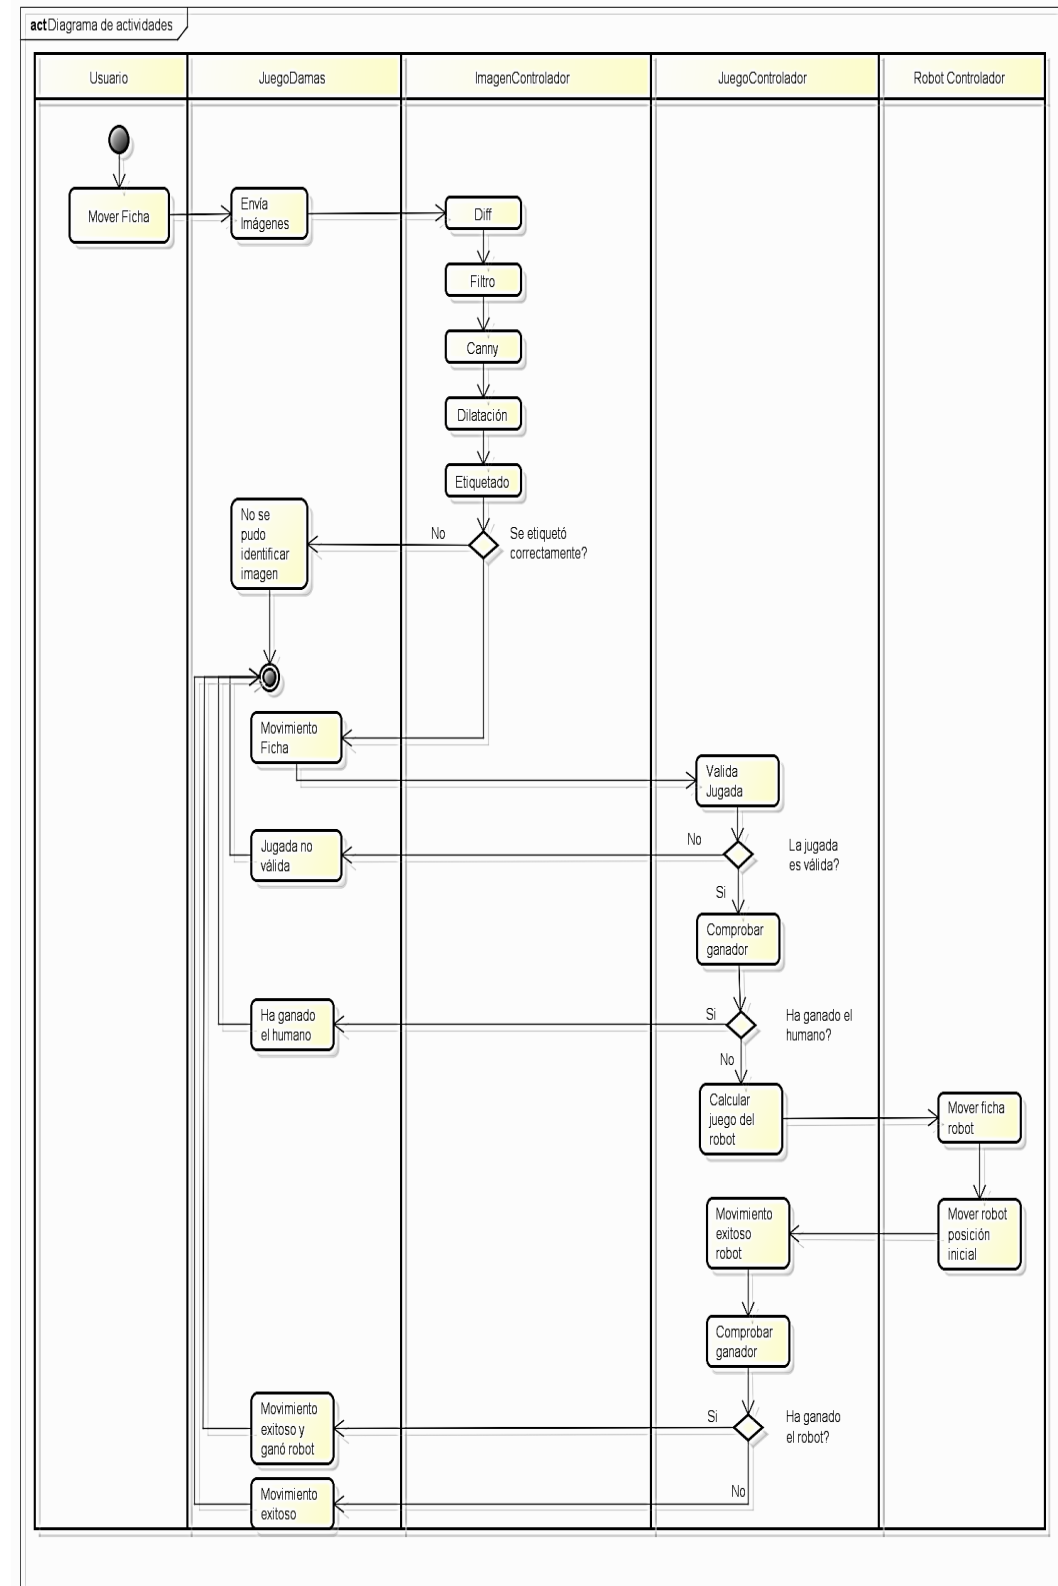 act Diagrama de actividades
Usuario
JuegoDamas
ImagenControlador
JuegoControlador
Robot Controlador
Mover Ficha
Envía
Imágenes
Diff
Filtro
Canny
Dilatación
Etiquetado
No se
pudo
identificar
imagen
No
Se etiquetó
correctamente?
Movimiento
Ficha
Valida
Jugada
Jugada no
válida
No
La jugada
es válida?
Si
Comprobar
ganador
Ha ganado
el humano
Si
Ha ganado el
humano?
No
Calcular
juego del
robot
Mover ficha
robot
Movimiento
exitoso
robot
Mover robot
posición
inicial
Comprobar
ganador
Movimiento
exitoso y
ganó robot
Si
Ha ganado
el robot?
No
Movimiento
exitoso